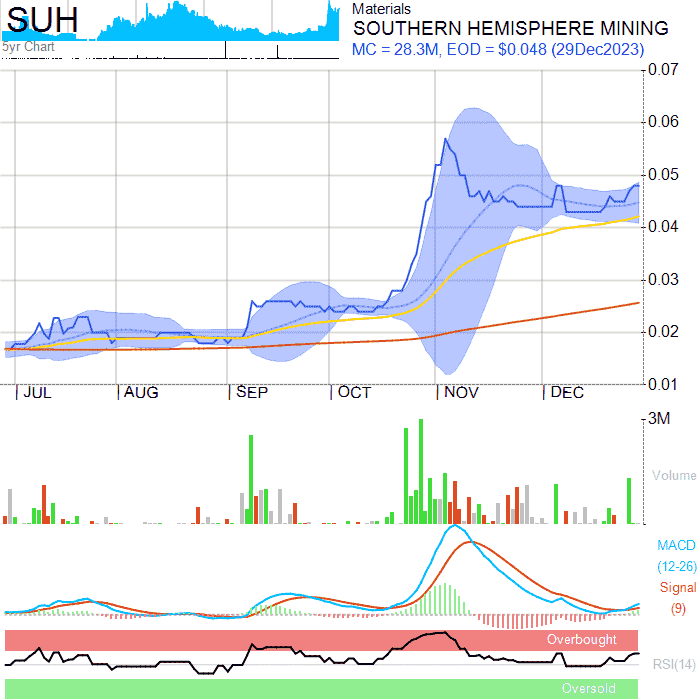 SUH
Materials
SOUTHERN HEMISPHERE MINING
5yr Chart
MC = 28.3M, EOD = $0.048 (29Dec2023)
0.07
0.06
0.05
0.04
0.03
0.02
0.01
JUL AUG SEP OCT NOV DEC
3M
Volume
MACD
(12-26)
Signal
(9)
Overbought
RSI(14)
Oversold